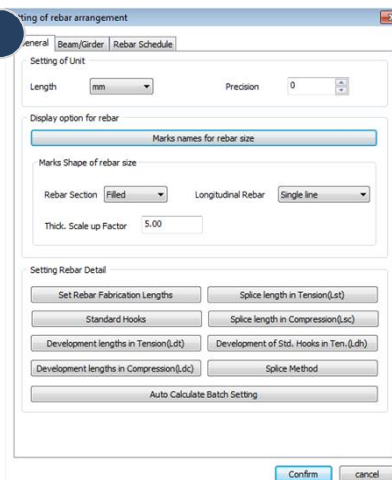 ting of rebar arrangement
eneral Beam/Girder Rebar Schedule
Setting of Unit
Length mm Precision 0
Display option for rebar
Marks names for rebar size
Marks Shape of rebar size
Rebar Section Filled Longitudinal Rebar Single line
Thick. Scale up Factor 5.00
Setting Rebar Detail
Set Rebar Fabrication Lengths Splice length in Tension(Lst)
Standard Hooks Splice length in Compression(Lsc)
Development lengths in Tension(Ldt) Development of Std. Hooks in Ten.(Ldh)
Development lengths in Compression(Ldc) Splice Method
Auto Calculate Batch Setting
Confirm cancel